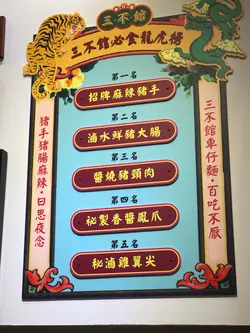 三不館
三不館必食龍虎榜
第一名
招牌麻辣豬手
第二名
滷水鮮豬大腸
第三名
醬燒豬頸肉
第四名
祕製香醬鳳爪
第五名
秘滷雞翼尖
豬手豬腸麻辣·日思夜念
三不館車仔麵·百吃不厭